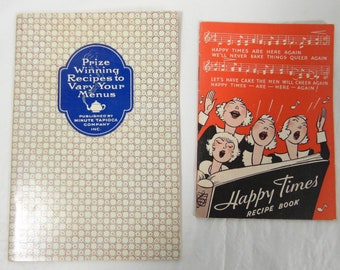 Prize
Winning
Recipes to
Vary Your
Menus
PUBLISHED BY
MINUTE TAPIOCA
COMPANY
INC.
HAPPY TIMES ARE HERE AGAIN
WE'LL NEVER BAKE THINGS QUEER AGAIN
LET'S HAVE CAKE THE MEN WILL CHEER AGAIN
HAPPY TIMES - ARE - HERE - AGAIN!
Happy Times
RECIPE BOOK